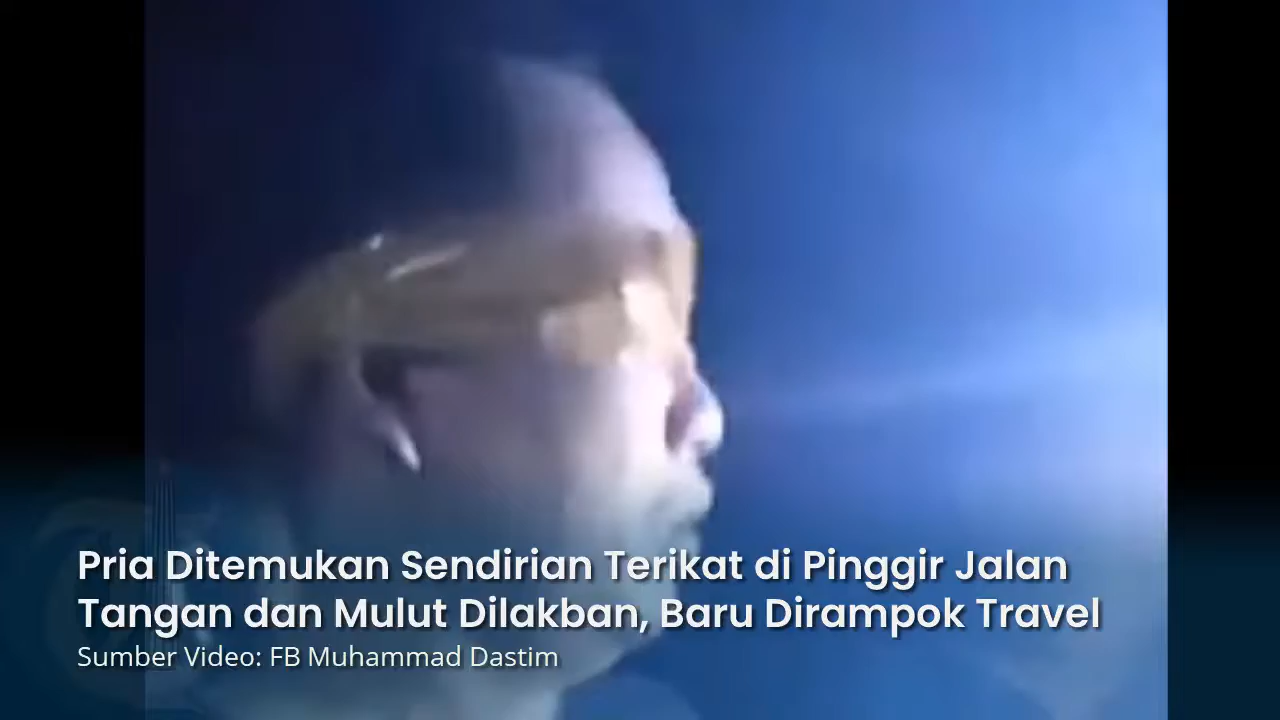 Pria Ditemukan Sendirian Terikat di Pinggir Jalan
Tangan dan Mulut Dilakban, Baru Dirampok Travel
Sumber Video: FB Muhammad Dastim